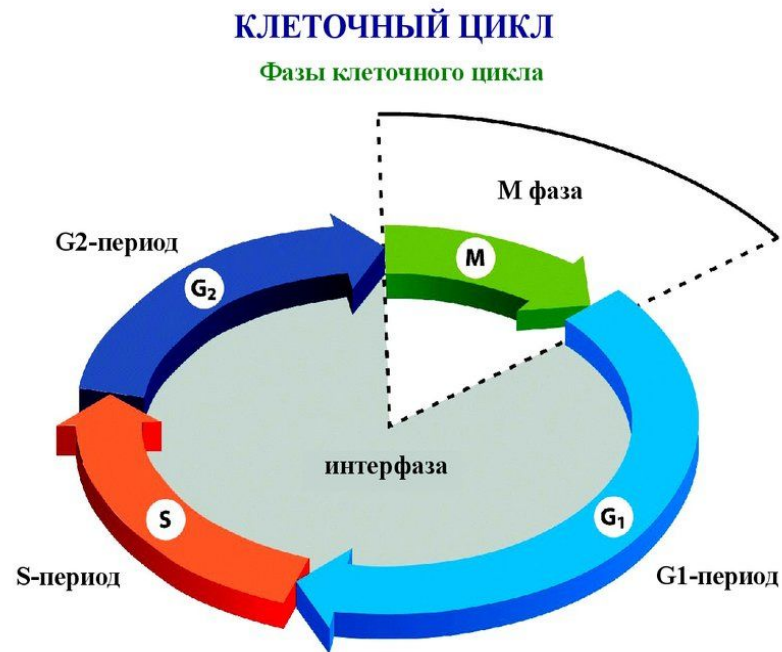 КЛЕТОЧНЫЙ ЦИКЛ
Фазы клеточного цикла
М фаза
G2-период
M
G₂
интерфаза
S
G₁
S-период
G1-период